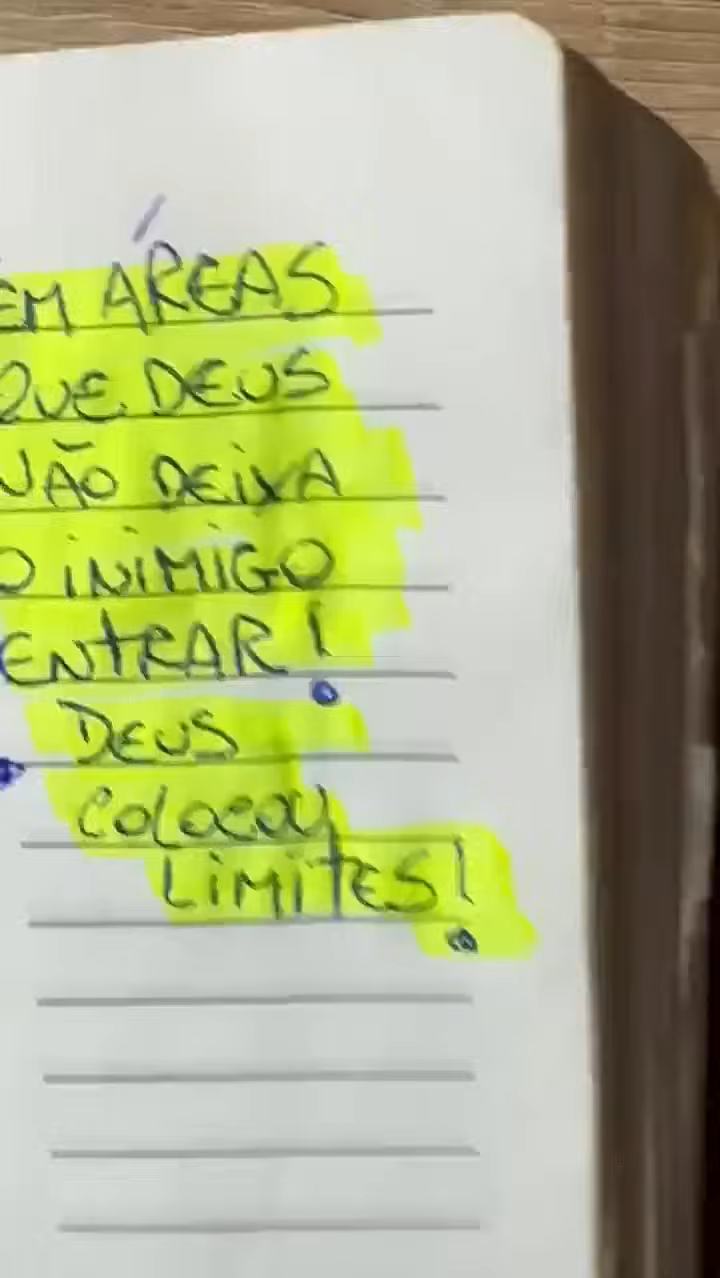 EM ÁREAS
QUE DEUS
NÃO DEIXA
O INIMIGO
ENTRAR!
DEUS
COLOCOU
LIMITES!